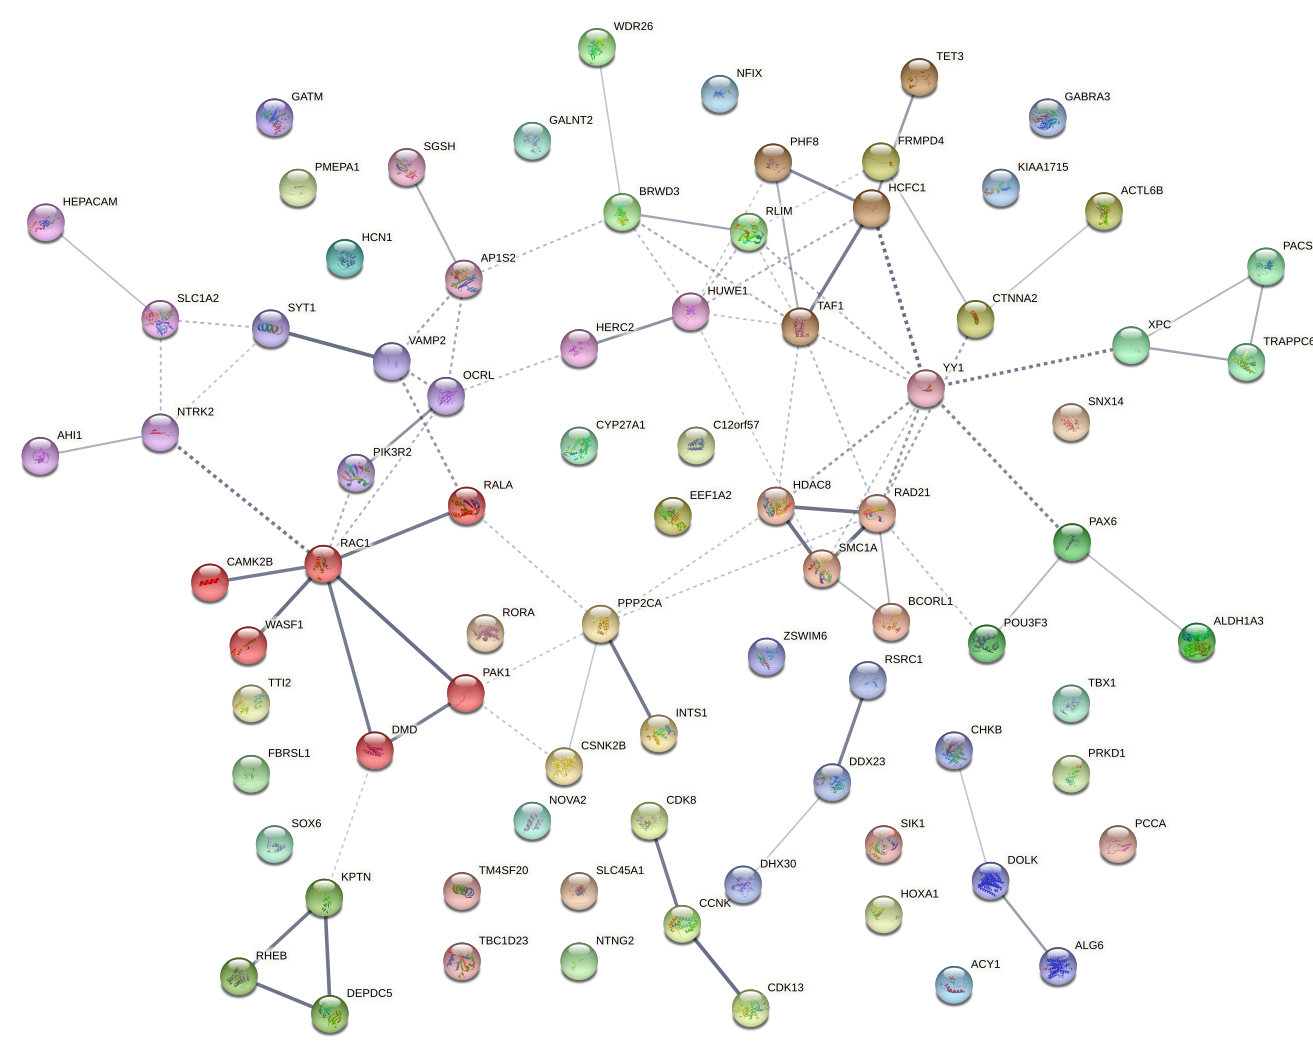 WDR26
TET3
NFIX
GATM
GABRA3
GALNT2
FRMPD4
PHF8
SGSH
PMEPA1
KIAA1715
HCFC1
BRWD3
ACTL6B
HEPACAM
RLIM
HCN1
PACS
AP1S2
CTNNA2
HUWE1
SLC1A2
SYT1
TAF1
XPC
HERC2
VAMP2
TRAPPC6
YY1
OCRL
SNX14
NTRK2
C12orf57
CYP27A1
AHI1
PIK3R2
RALA
HDAC8
RAD21
EEF1A2
PAX6
RAC1
SMC1A
CAMK2B
PPP2CA
BCORL1
RORA
WASF1
POU3F3
ALDH1A3
ZSWIM6
RSRC1
PAK1
TTI2
TBX1
INTS1
DMD
CHKB
CSNK2B
FBRSL1
DDX23
PRKD1
CDK8
NOVA2
SOX6
SIK1
PCCA
DHX30
DOLK
TM4SF20
SLC45A1
KPTN
HOXA1
CCNK
TBC1D23
NTNG2
ALG6
RHEB
ACY1
CDK13
DEPDC5